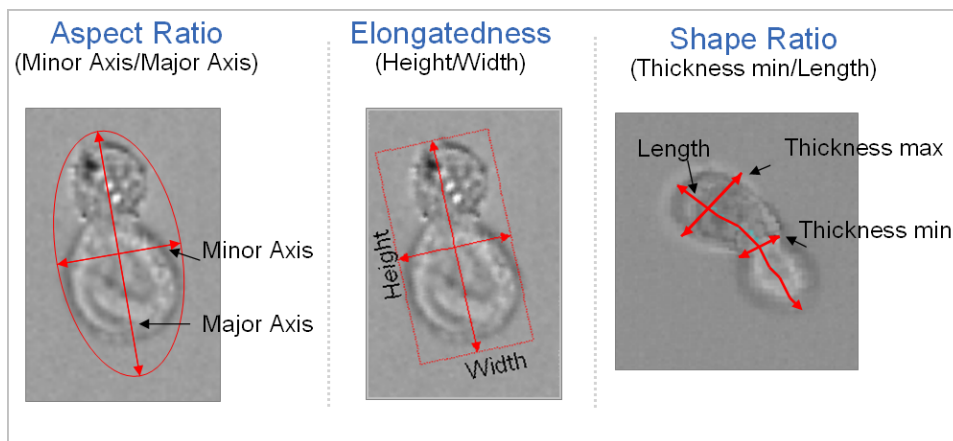 Aspect Ratio
(Minor Axis/Major Axis)
Minor Axis
Major Axis
Elongatedness
(Height/Width)
Height
Width
Shape Ratio
(Thickness min/Length)
Length
Thickness max
Thickness min